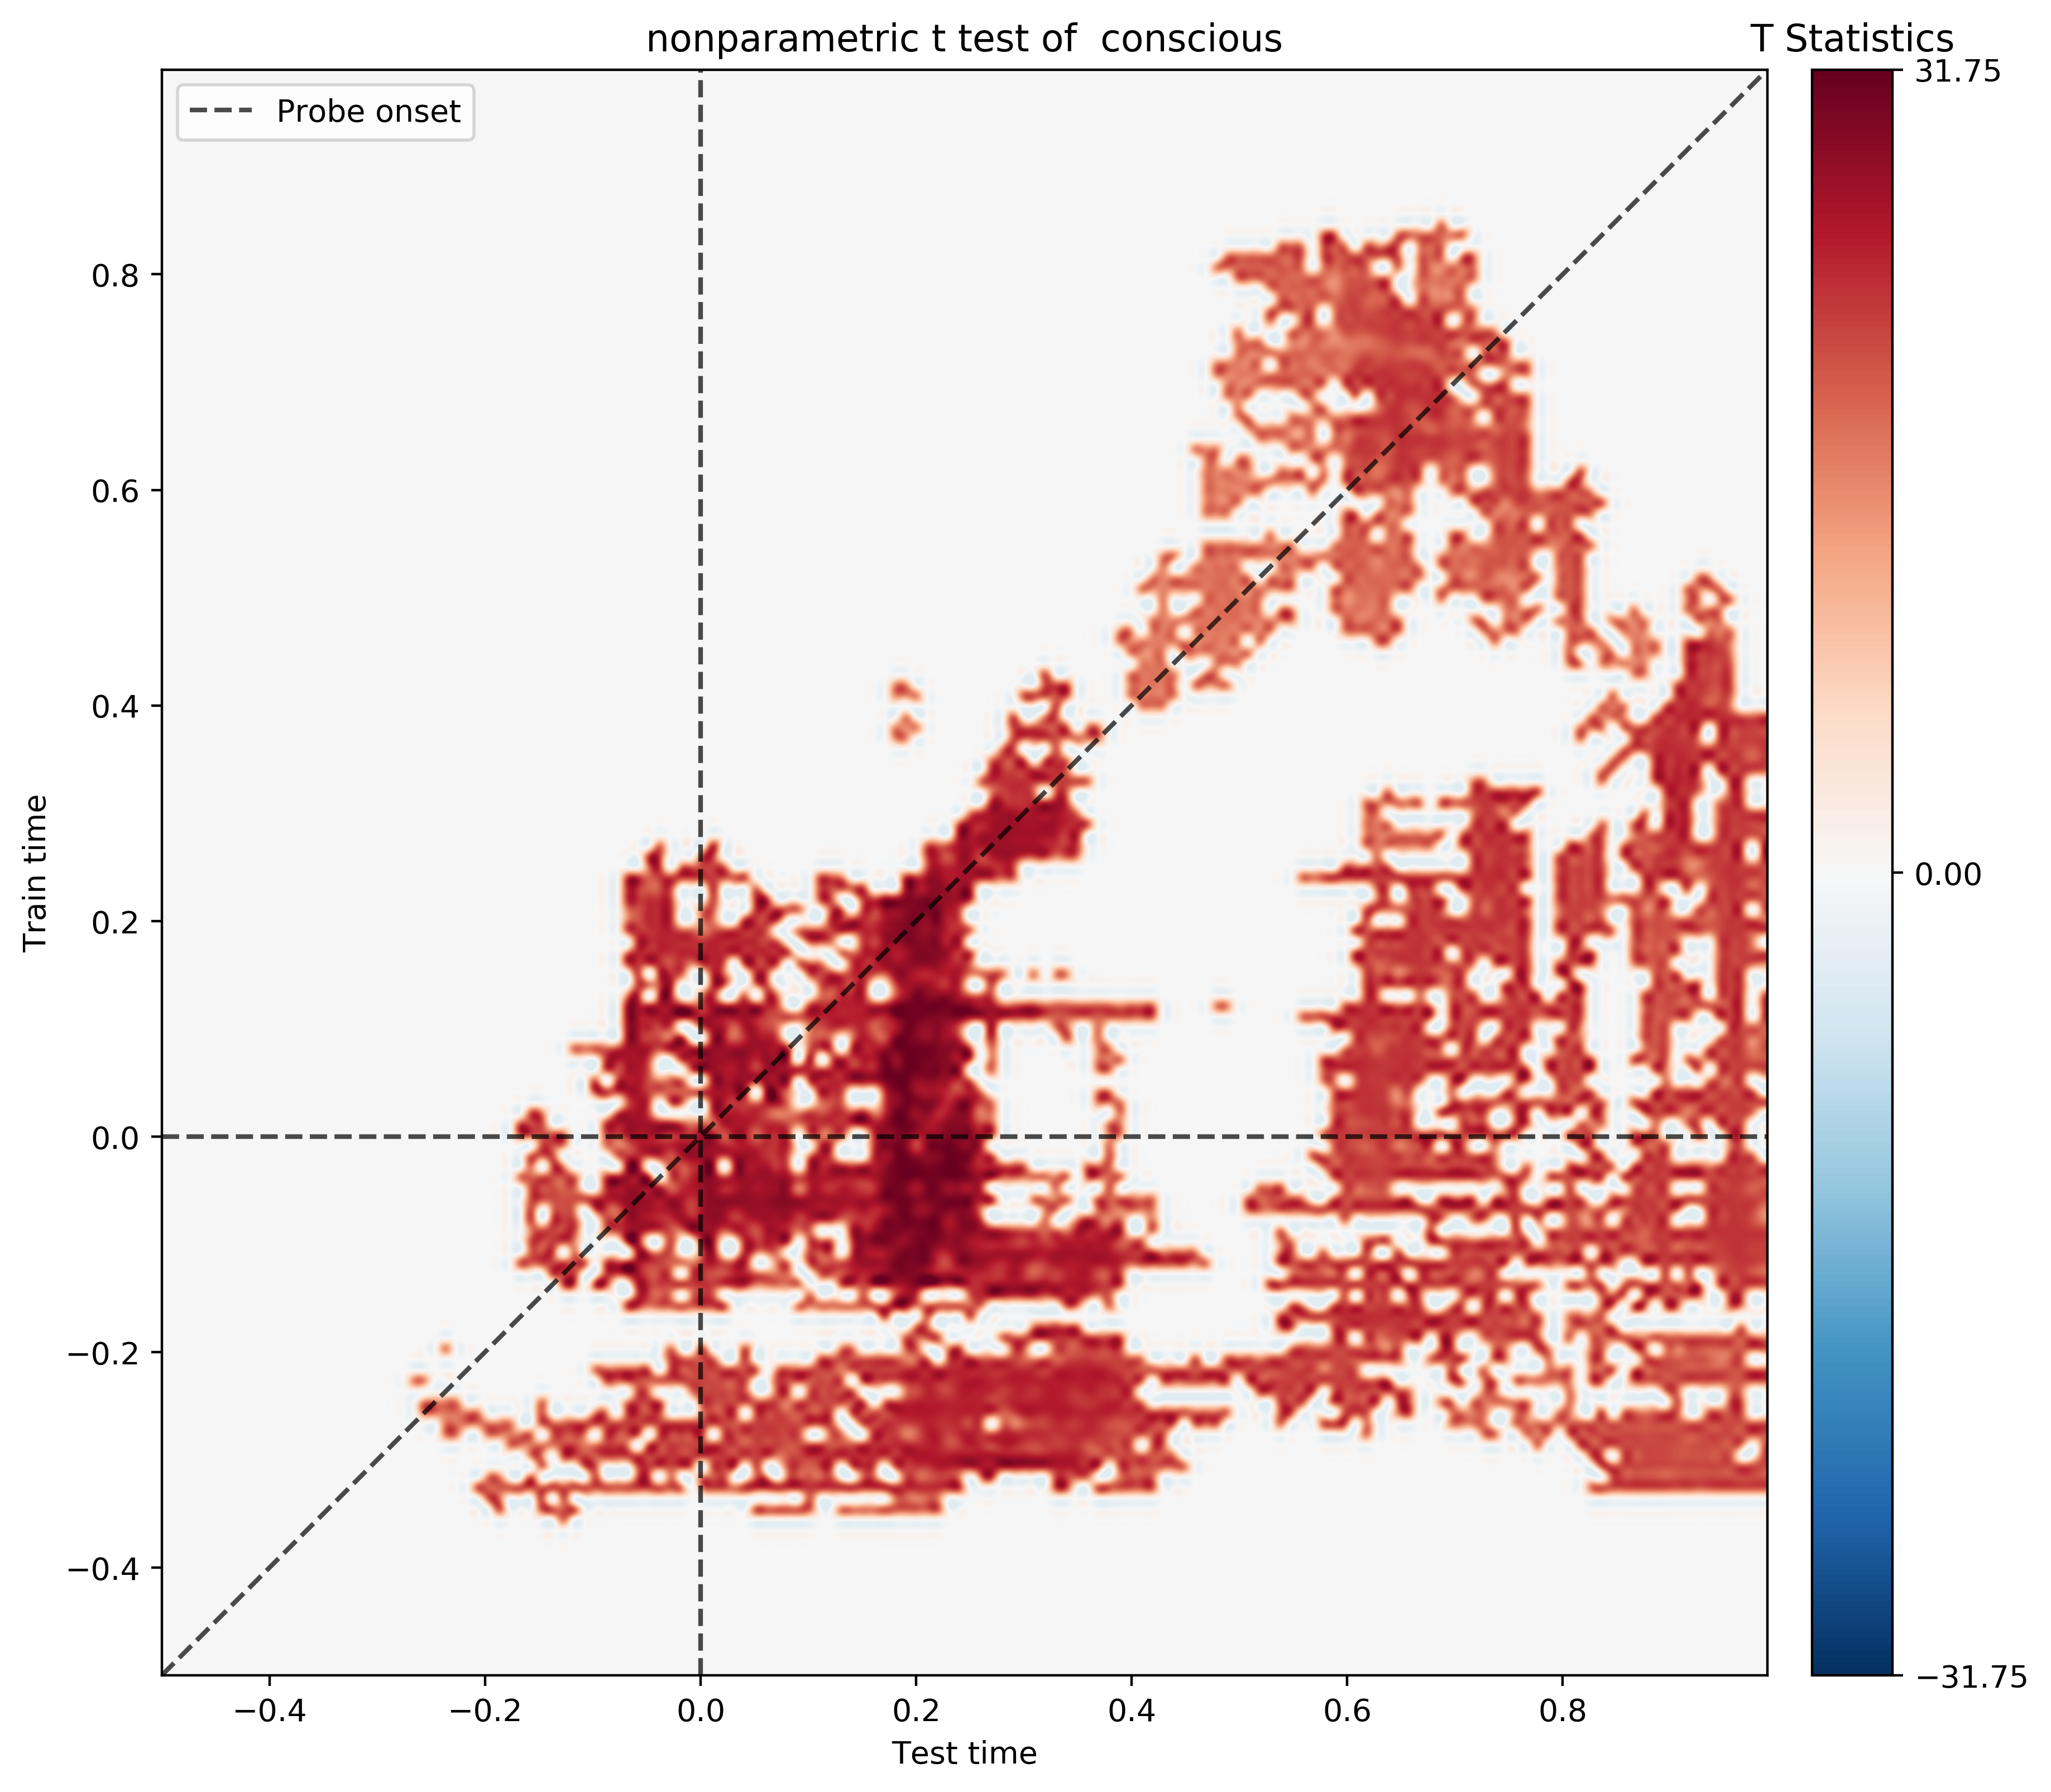 nonparametric t test of  conscious
T Statistics
Probe onset
31.75
0.00
−31.75
Train time
0.8
0.6
0.4
0.2
0.0
−0.2
−0.4
−0.4 −0.2 0.0 0.2 0.4 0.6 0.8
Test time